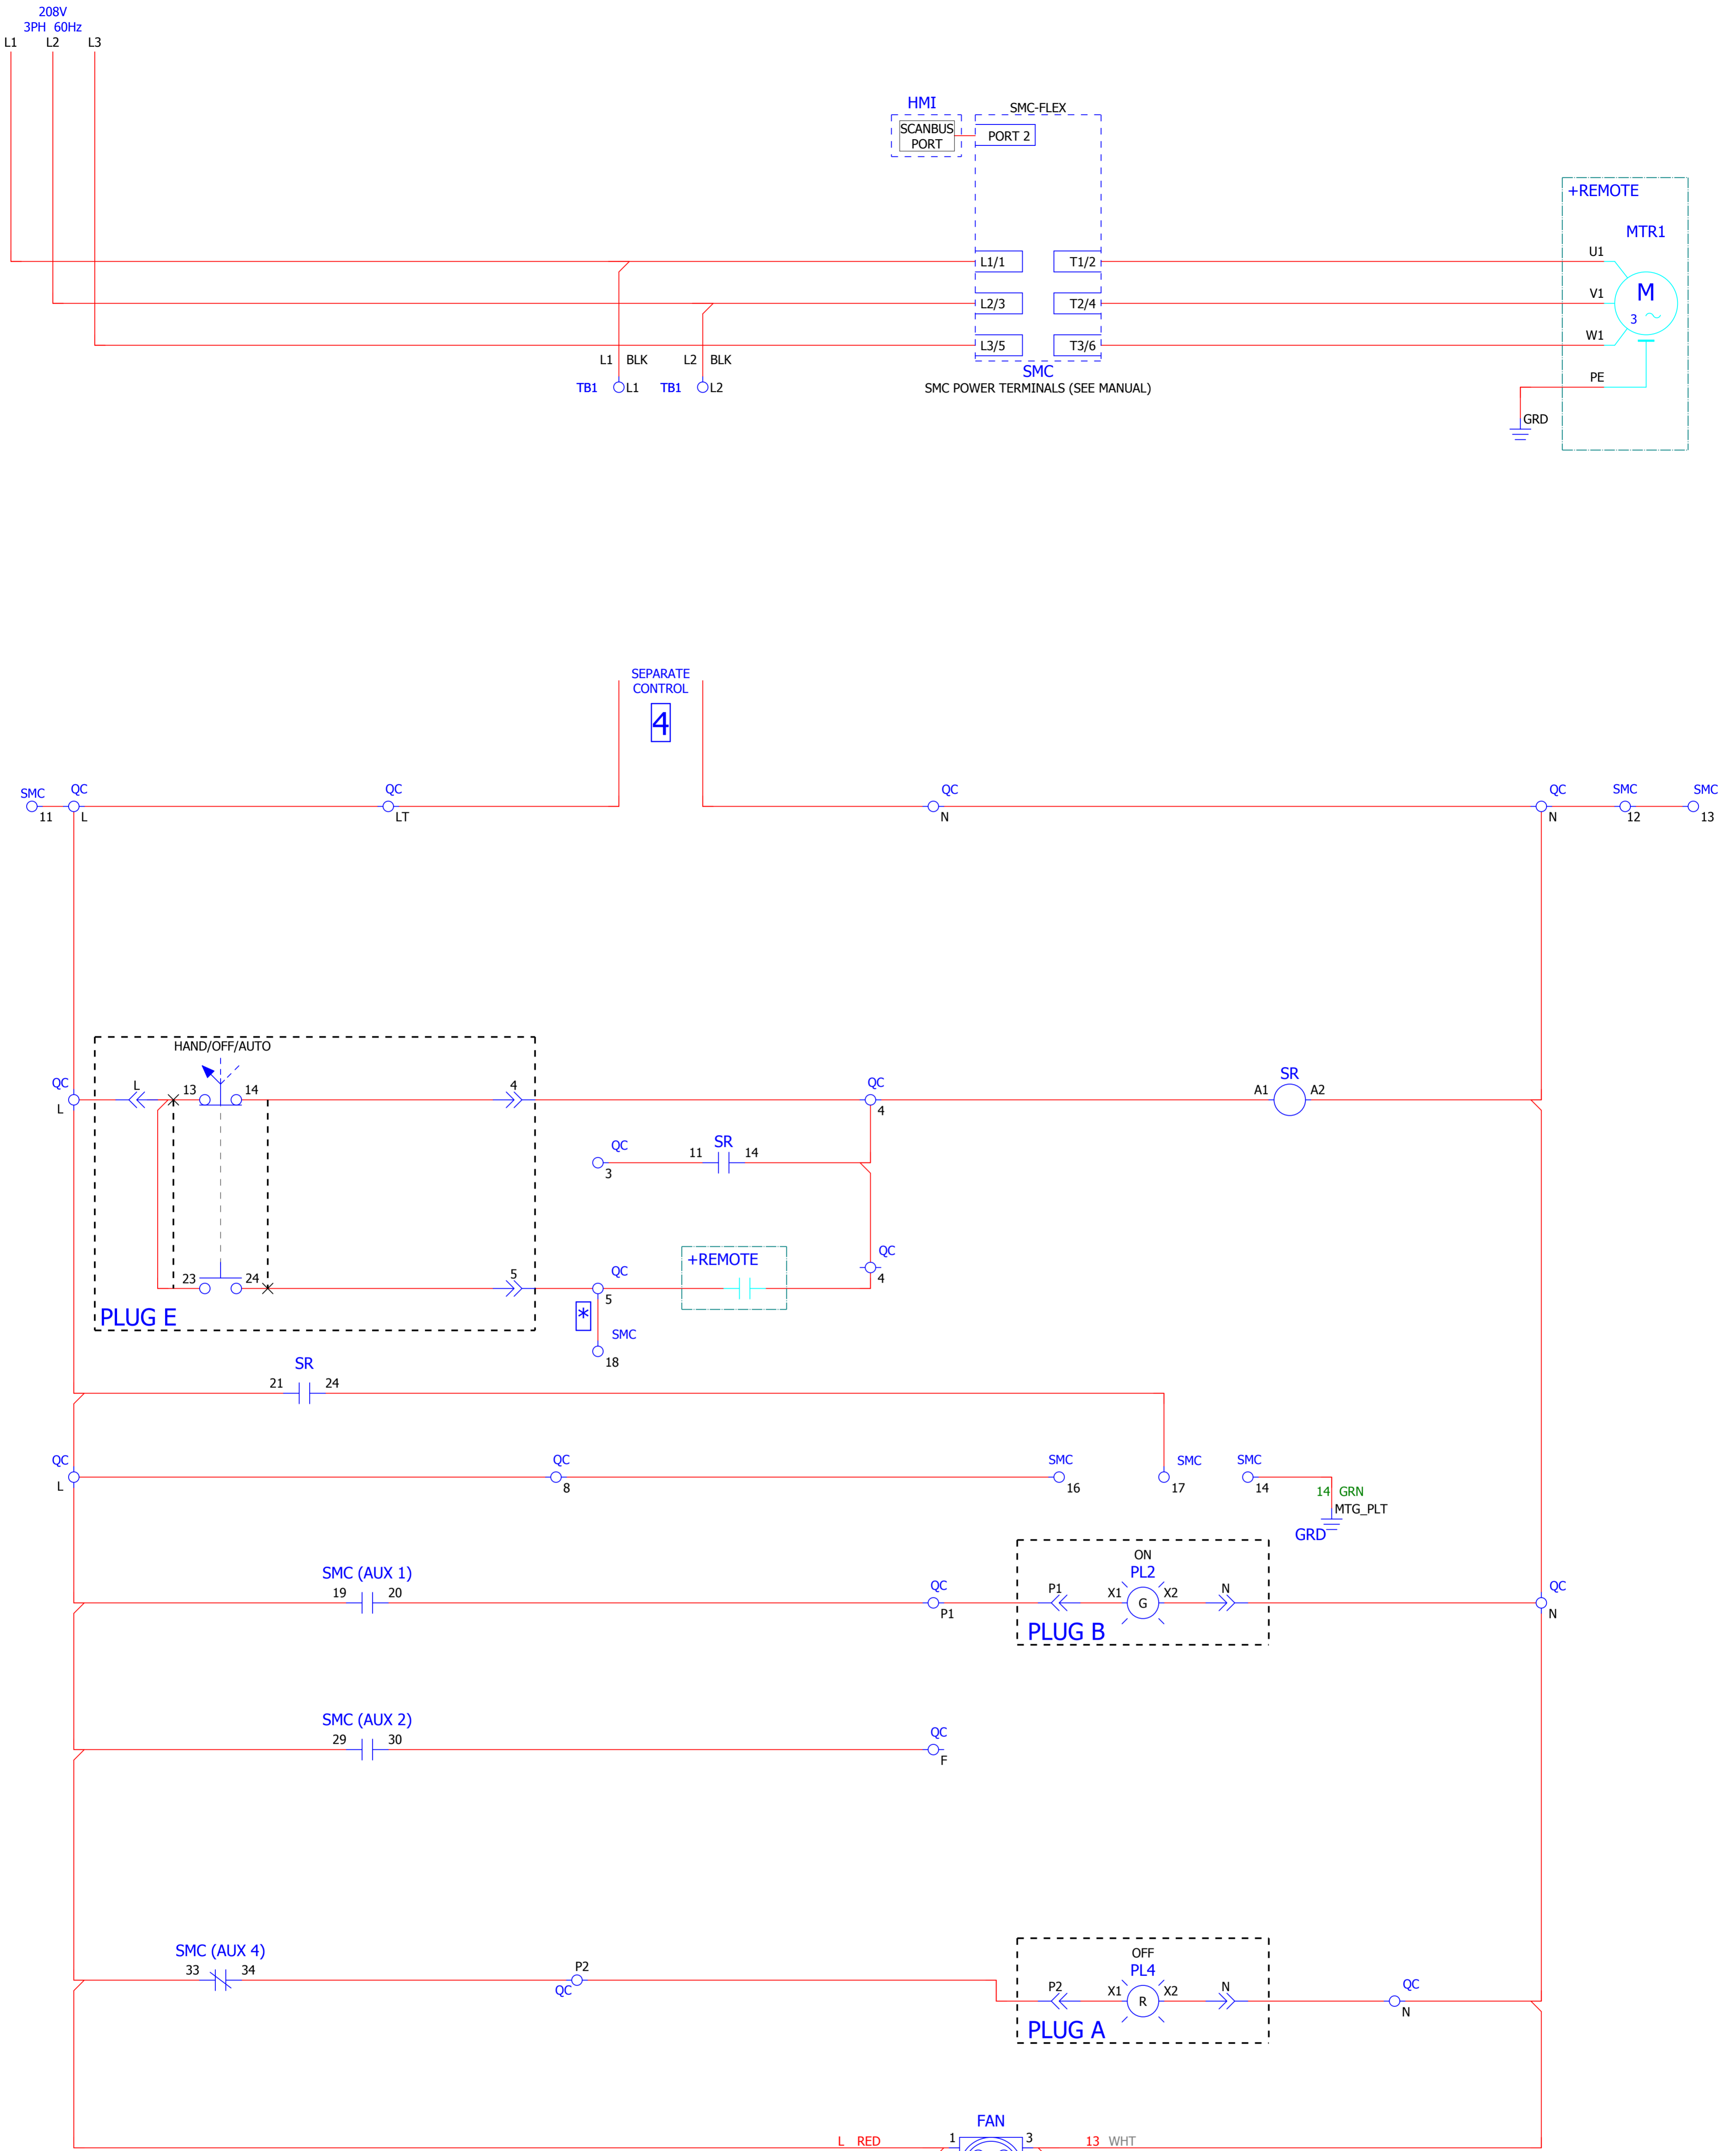 208V
3PH 60Hz
L1 L2 L3
HMI
SMC-FLEX
SCANBUS
PORT
PORT 2
+REMOTE
MTR1
L1/1 T1/2 U1
L2/3 T2/4 V1
M
3
L3/5 T3/6 W1
L1 BLK L2 BLK
SMC
TB1 L1 TB1 L2
SMC POWER TERMINALS (SEE MANUAL)
PE
GRD
SEPARATE
CONTROL
4
SMC QC QC QC QC SMC SMC
11 L LT N N 12 13
HAND/OFF/AUTO
QC L 13 14 4 QC SR
L 4 A1 A2
QC 11 SR 14
3
+REMOTE QC
4
23 24 5 QC
5
PLUG E
*
SMC
18
SR
21 24
QC QC SMC SMC SMC
L 8 16 17 14
14 GRN
MTG_PLT
GRD
ON
SMC (AUX 1) PL2
19 20 QC P1 X1 G X2 N QC
P1 N
PLUG B
SMC (AUX 2)
29 30 QC
F
SMC (AUX 4) OFF
33 34 P2 PL4
QC P2 X1 R X2 N QC
N
PLUG A
FAN
L RED 1 3 13 WHT